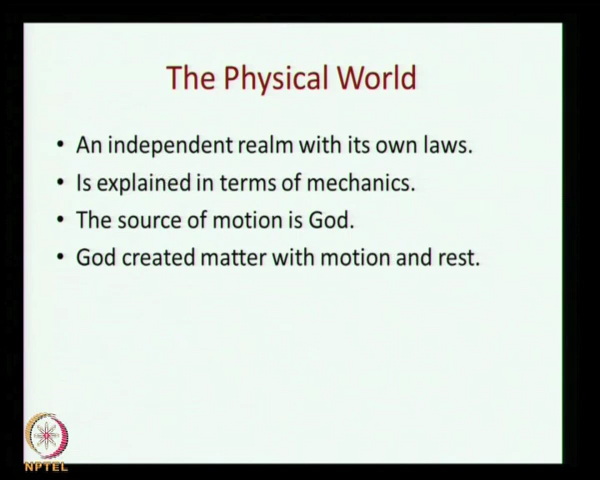 The Physical World
• An independent realm with its own laws.
• Is explained in terms of mechanics.
• The source of motion is God.
• God created matter with motion and rest.
NPTEL